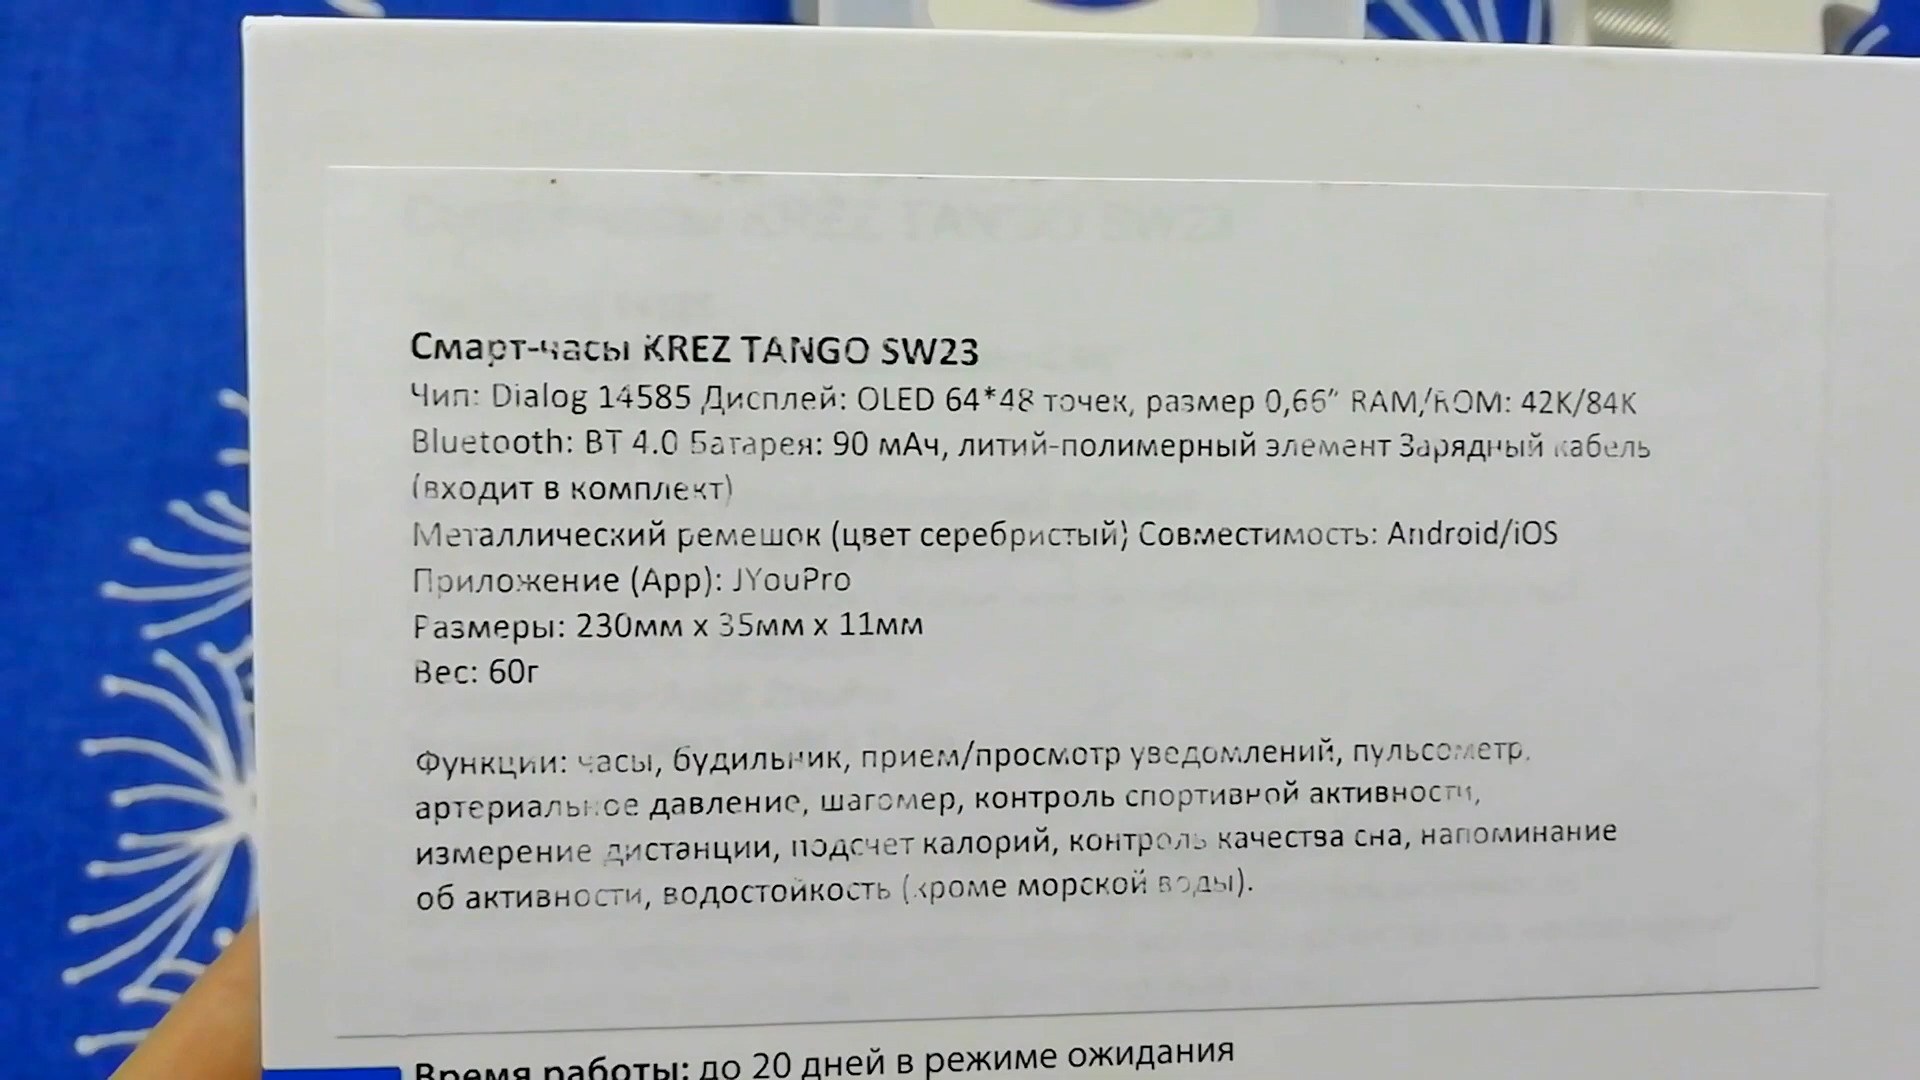 Смарт-часы KREZ TANGO SW23
Чип: Dialog 14585 Дисплей: OLED 64*48 точек, размер 0,66” RAM/ROM: 42K/84K
Bluetooth: BT 4.0 Батарея: 90 мАч, литий-полимерный элемент Зарядный кабель
(входит в комплект)
Металлический ремешок (цвет серебристый) Совместимость: Android/iOS
Приложение (App): JYouPro
Размеры: 230мм х 35мм х 11мм
Вес: 60г
Функции: часы, будильник, прием/просмотр уведомлений, пульсометр,
артериальное давление, шагомер, контроль спортивной активности,
измерение дистанции, подсчет калорий, контроль качества сна, напоминание
об активности, водостойкость (кроме морской воды).
Время работы: до 20 дней в режиме ожидания